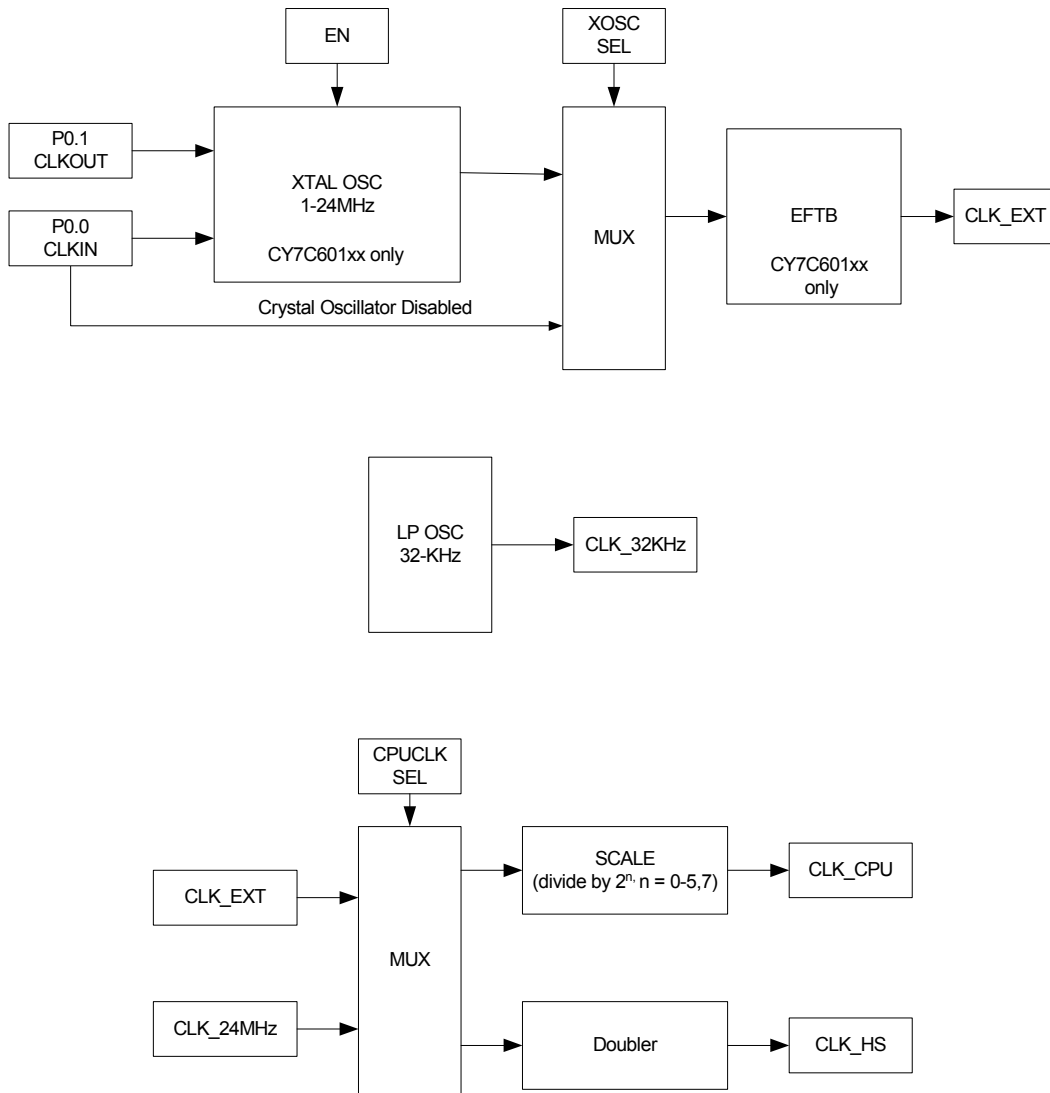 EN
XOSC
SEL
P0.1
CLKOUT
P0.0
CLKIN
XTAL OSC
1-24MHz
CY7C601xx only
MUX
EFTB
CY7C601xx
only
CLK_EXT
Crystal Oscillator Disabled
LP OSC
32-KHz
CLK_32KHz
CPUCLK
SEL
CLK_EXT
CLK_24MHz
MUX
SCALE
(divide by 2ⁿ, n = 0-5,7)
CLK_CPU
Doubler
CLK_HS